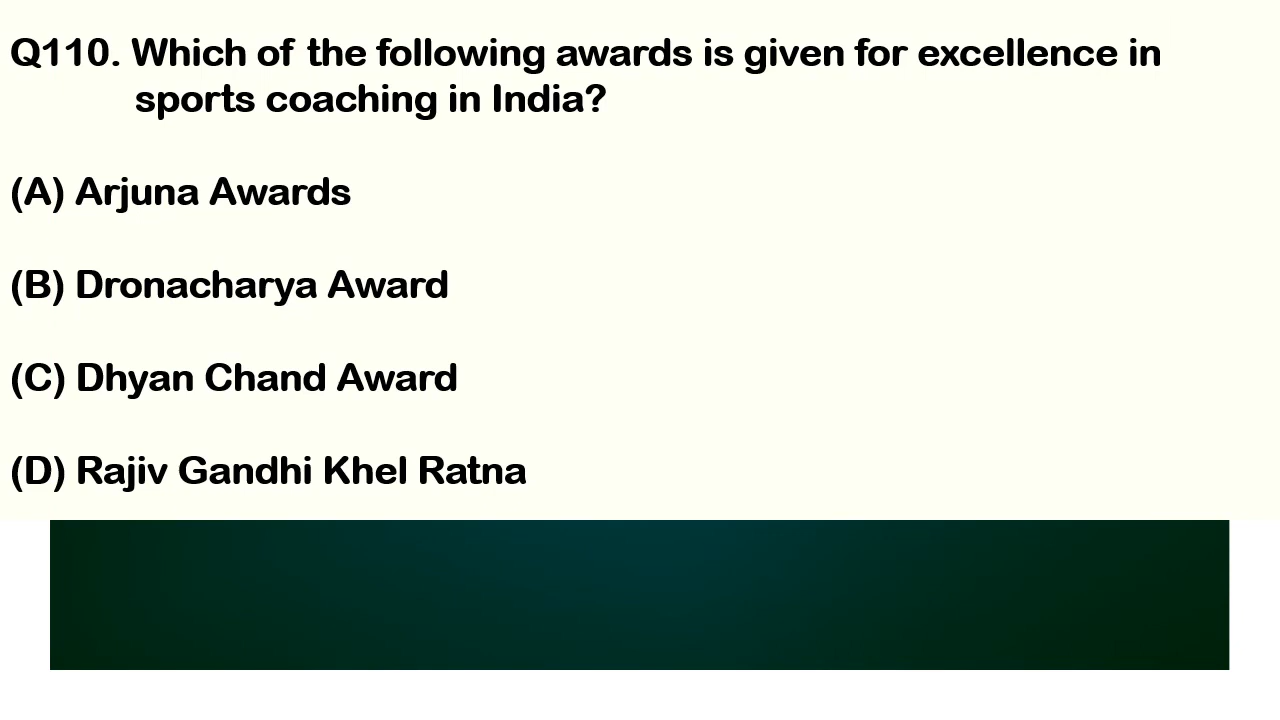 Q110. Which of the following awards is given for excellence in
sports coaching in India?
(A) Arjuna Awards
(B) Dronacharya Award
(C) Dhyan Chand Award
(D) Rajiv Gandhi Khel Ratna